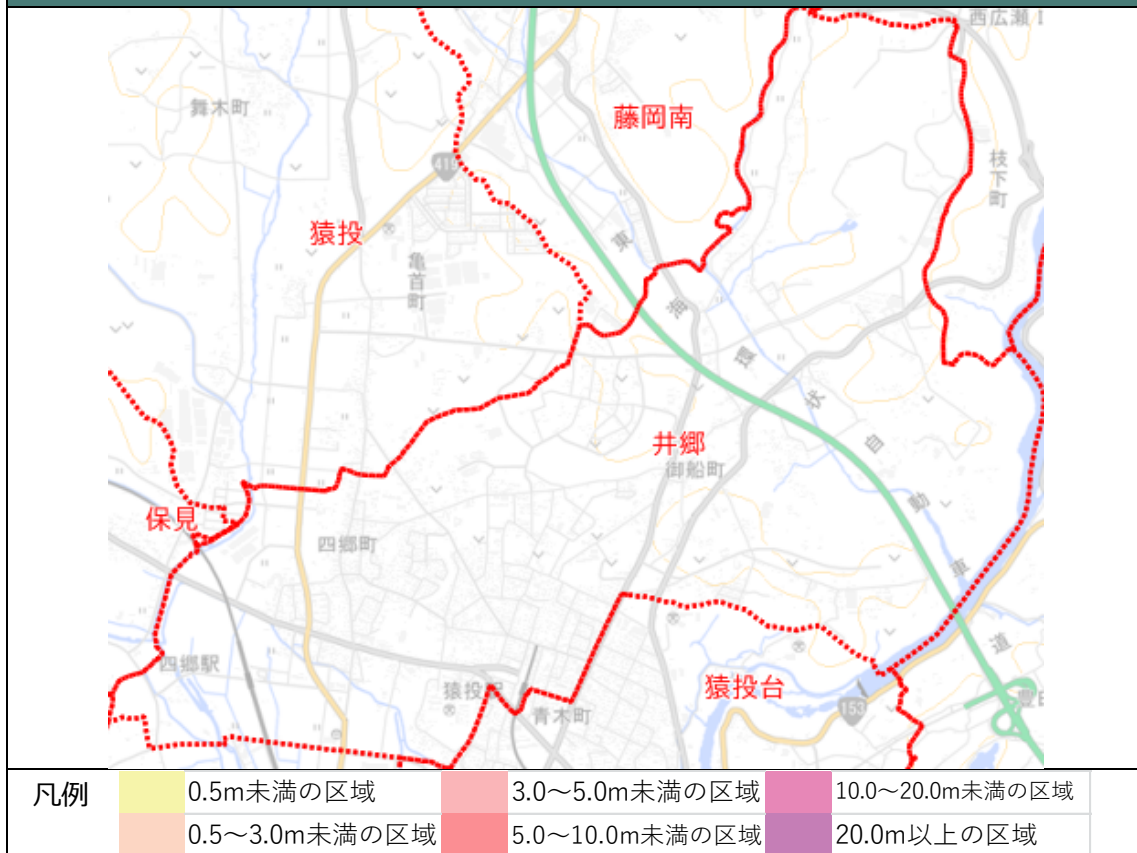 西広瀬
舞木町
藤岡南
419
枝下町
猿投
東海環状自動車道
亀首町
井郷
御船町
保見
四郷町
四郷駅
猿投台
猿投駅
青木町
153
豊田
凡例
0.5m未満の区域
3.0～5.0m未満の区域
10.0～20.0m未満の区域
0.5～3.0m未満の区域
5.0～10.0m未満の区域
20.0m以上の区域